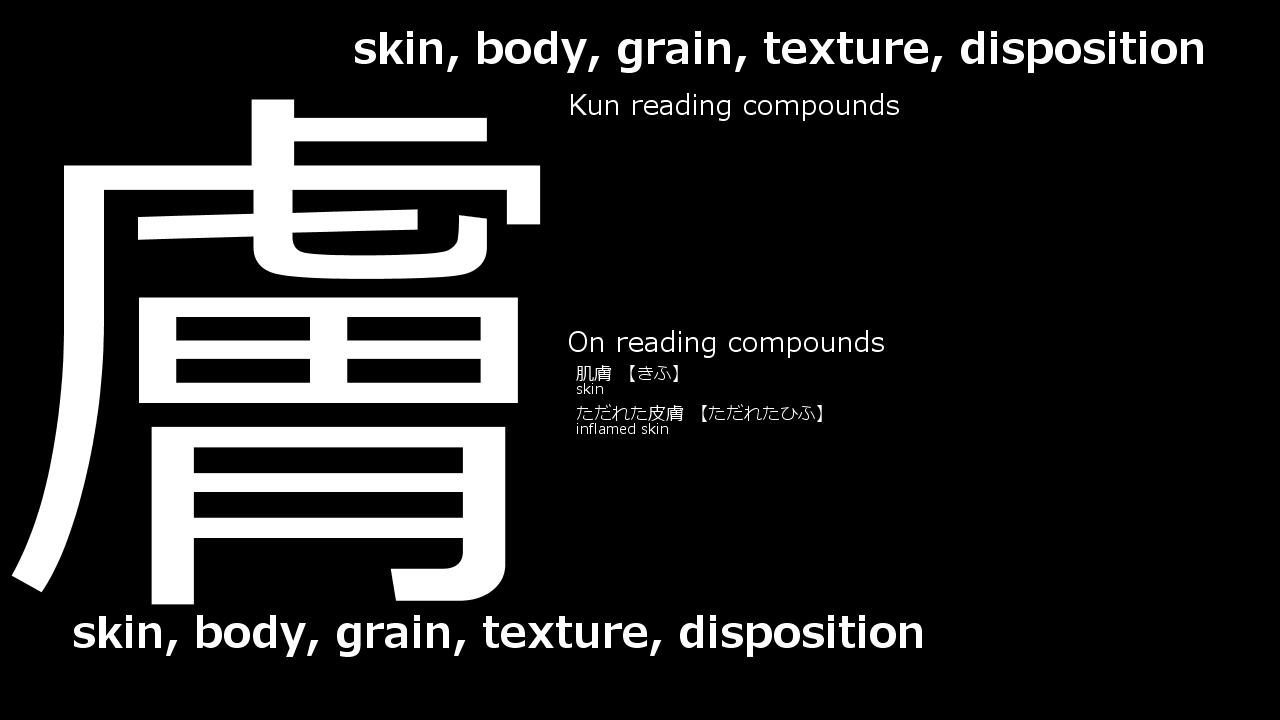 skin, body, grain, texture, disposition
膚
Kun reading compounds
On reading compounds
肌膚 【きふ】
skin
ただれた皮膚 【ただれたひふ】
inflamed skin
skin, body, grain, texture, disposition